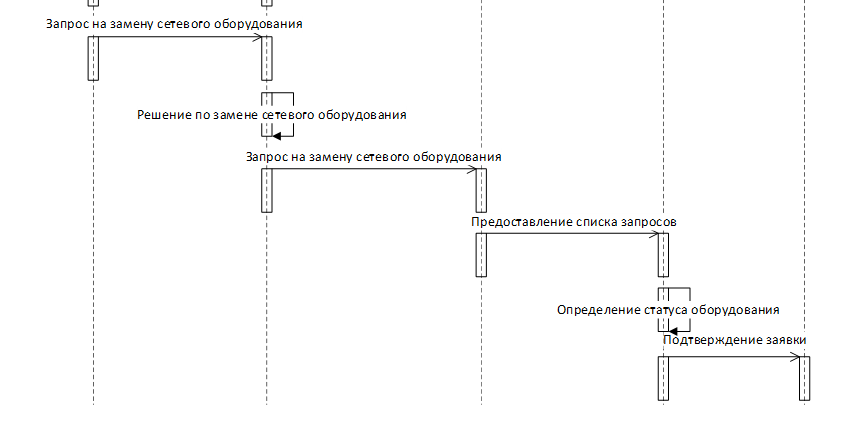 Запрос на замену сетевого оборудования
Решение по замене сетевого оборудования
Запрос на замену сетевого оборудования
Предоставление списка запросов
Определение статуса оборудования
Подтверждение заявки